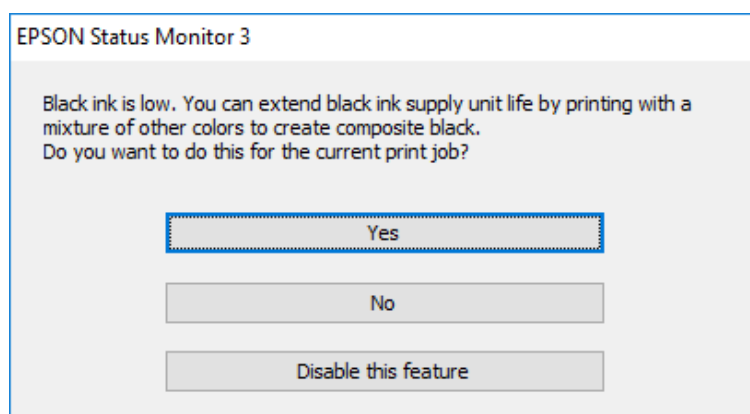 EPSON Status Monitor 3
Black ink is low. You can extend black ink supply unit life by printing with a
mixture of other colors to create composite black.
Do you want to do this for the current print job?
Yes
No
Disable this feature